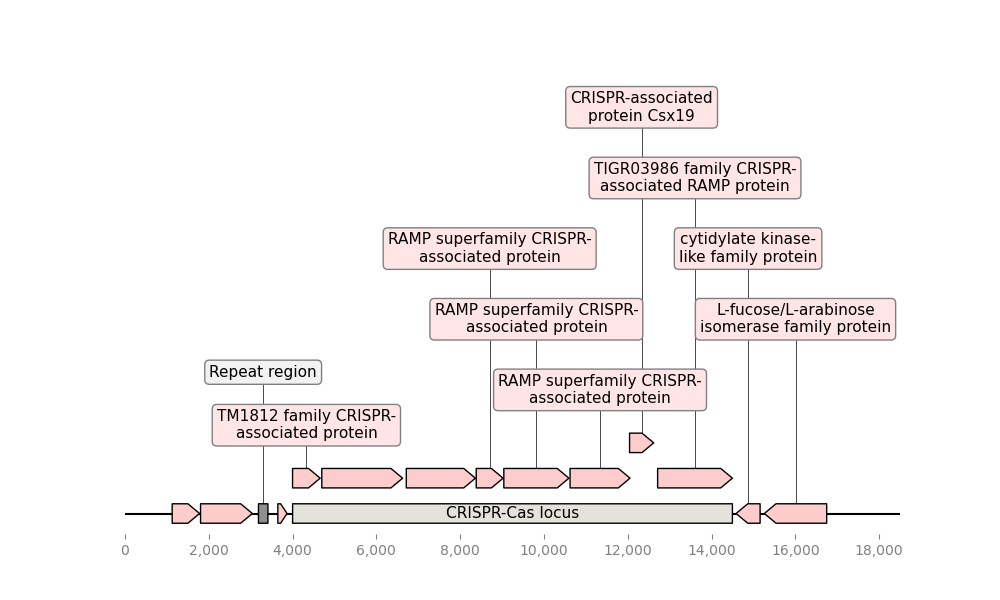 CRISPR-associated
protein Csx19
TIGR03986 family CRISPR-
associated RAMP protein
RAMP superfamily CRISPR-
associated protein
cytidylate kinase-
like family protein
RAMP superfamily CRISPR-
associated protein
L-fucose/L-arabinose
isomerase family protein
Repeat region
RAMP superfamily CRISPR-
associated protein
TM1812 family CRISPR-
associated protein
CRISPR-Cas locus
0 2,000 4,000 6,000 8,000 10,000 12,000 14,000 16,000 18,000